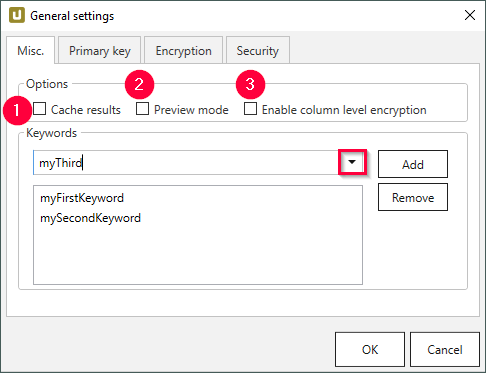 General settings
Misc. Primary key Encryption Security
Options
2 3
1 Cache results Preview mode Enable column level encryption
Keywords
myThird Add
myFirstKeyword Remove
mySecondKeyword
OK Cancel